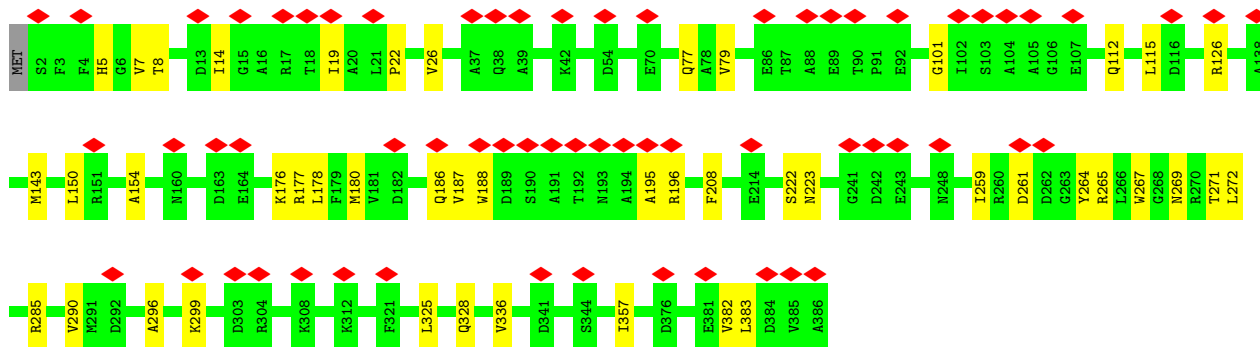 MET S2 F3 F4 H5 G6 V7 T8 D13 I14 G15 A16 R17 T18 I19 A20 L21 P22 V26 A37 Q38 A39 K42 D54 E70 Q77 A78 V79 E86 T87 A88 E89 T90 P91 E92 G101 I102 S103 A104 A105 G106 E107 Q112 L115 D116 R126 A138
M143 L150 R151 A154 N160 D163 E164 K176 R177 L178 F179 M180 V181 D182 Q186 V187 W188 D189 S190 A191 T192 N193 A194 A195 R196 F208 E214 S222 N223 G241 D242 E243 N248 I259 R260 D261 D262 G263 Y264 R265 L266 W267 G268 N269 R270 T271 L272
R285 V290 M291 D292 A296 K299 D303 R304 K308 K312 F321 L325 Q328 V336 D341 S344 I357 D376 E381 V382 L383 D384 V385 A386